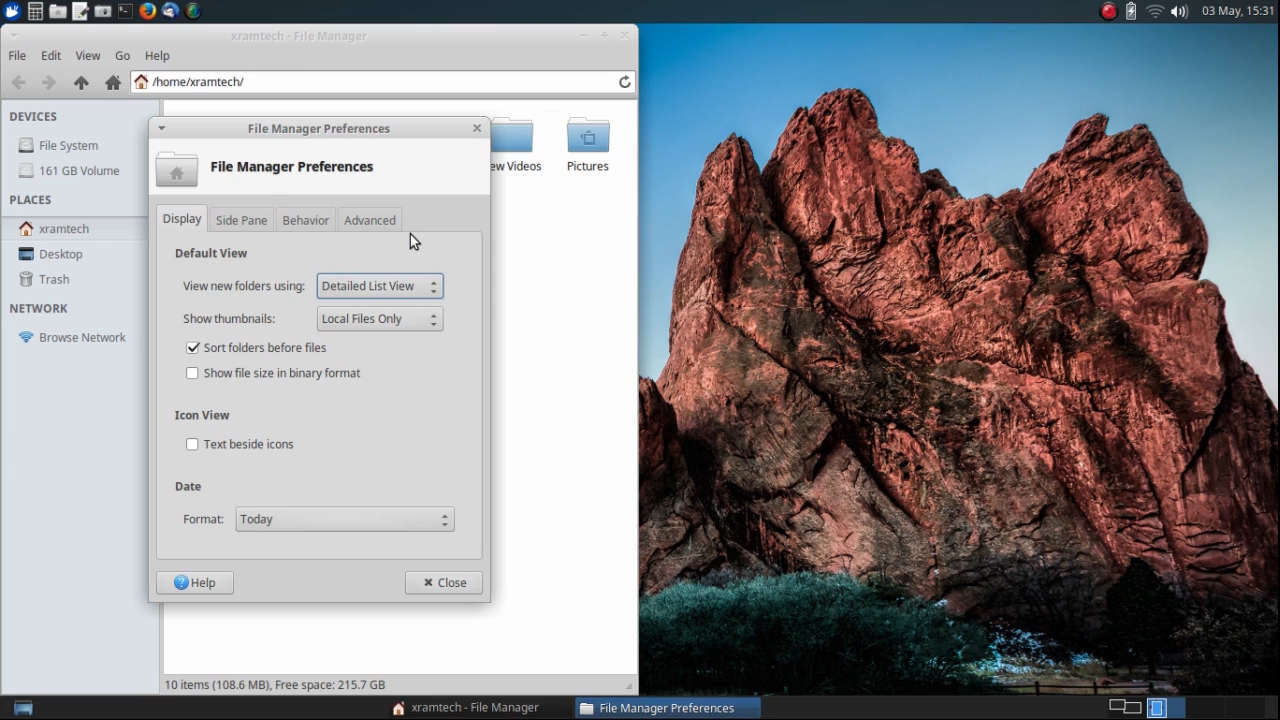 03 May, 15:31
xramtech - File Manager
File Edit View Go Help
/home/xramtech/
DEVICES
File System
161 GB Volume
PLACES
xramtech
Desktop
Trash
NETWORK
Browse Network
ew Videos
Pictures
File Manager Preferences
File Manager Preferences
Display Side Pane Behavior Advanced
Default View
View new folders using: Detailed List View
Show thumbnails: Local Files Only
Sort folders before files
Show file size in binary format
Icon View
Text beside icons
Date
Format: Today
Help Close
10 items (108.6 MB), Free space: 215.7 GB
xramtech - File Manager
File Manager Preferences